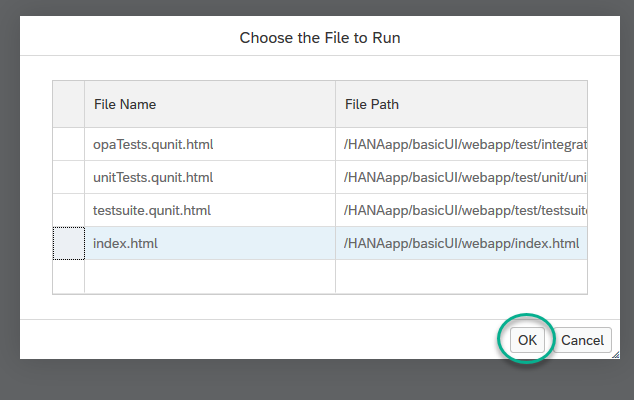 Choose the File to Run
File Name File Path
opaTests.qunit.html /HANAapp/basicUI/webapp/test/integrat
unitTests.qunit.html /HANAapp/basicUI/webapp/test/unit/uni
testsuite.qunit.html /HANAapp/basicUI/webapp/test/testsuite
index.html /HANAapp/basicUI/webapp/index.html
OK Cancel